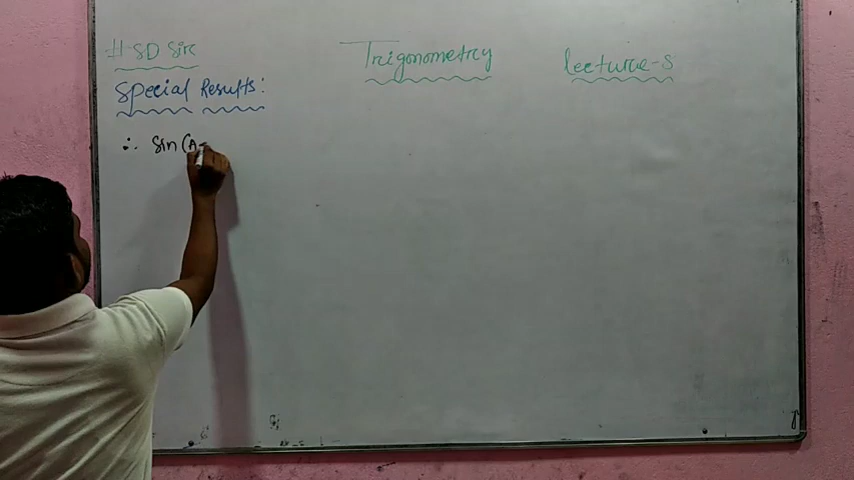 H-SD Sir Trigonometry lecture-5
Special Results:
∴ Sin(A